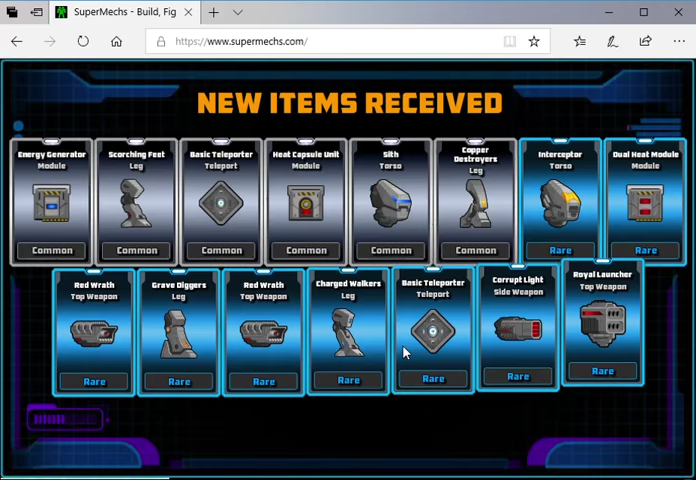 SuperMechs - Build, Fig
https://www.supermechs.com/
NEW ITEMS RECEIVED
Energy Generator
Module
Common
Scorching Feet
Leg
Common
Basic Teleporter
Teleport
Common
Heat Capsule Unit
Module
Common
Sith
Torso
Common
Copper
Destroyers
Leg
Common
Interceptor
Torso
Rare
Dual Heat Module
Module
Rare
Red Wrath
Top Weapon
Rare
Grave Diggers
Leg
Rare
Red Wrath
Top Weapon
Rare
Charged Walkers
Leg
Rare
Basic Teleporter
Teleport
Rare
Corrupt Light
Side Weapon
Rare
Royal Launcher
Top Weapon
Rare